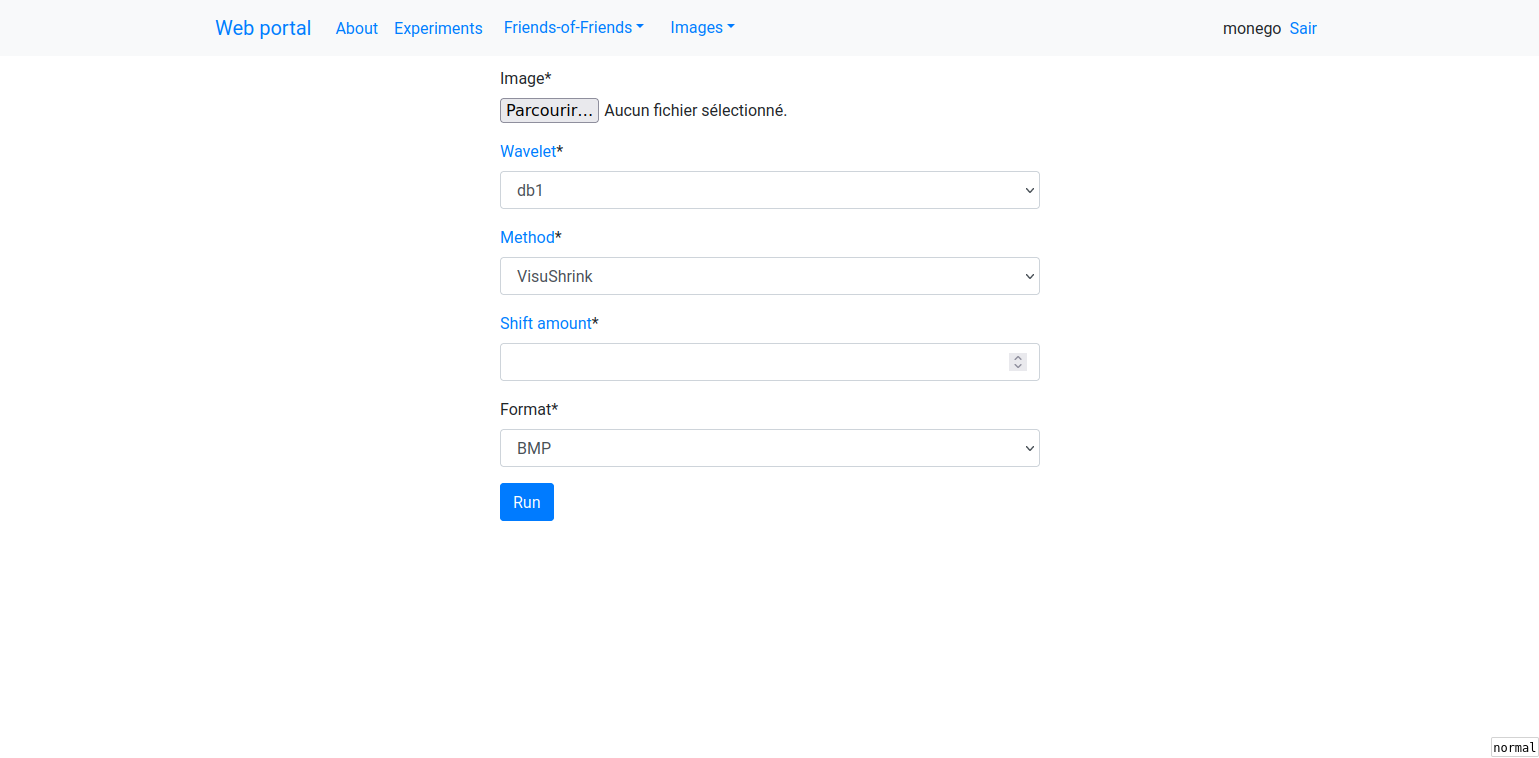 Web portal About Experiments Friends-of-Friends Images monego Sair
Image*
Parcourir... Aucun fichier sélectionné.
Wavelet*
db1
Method*
VisuShrink
Shift amount*
Format*
BMP
Run
normal